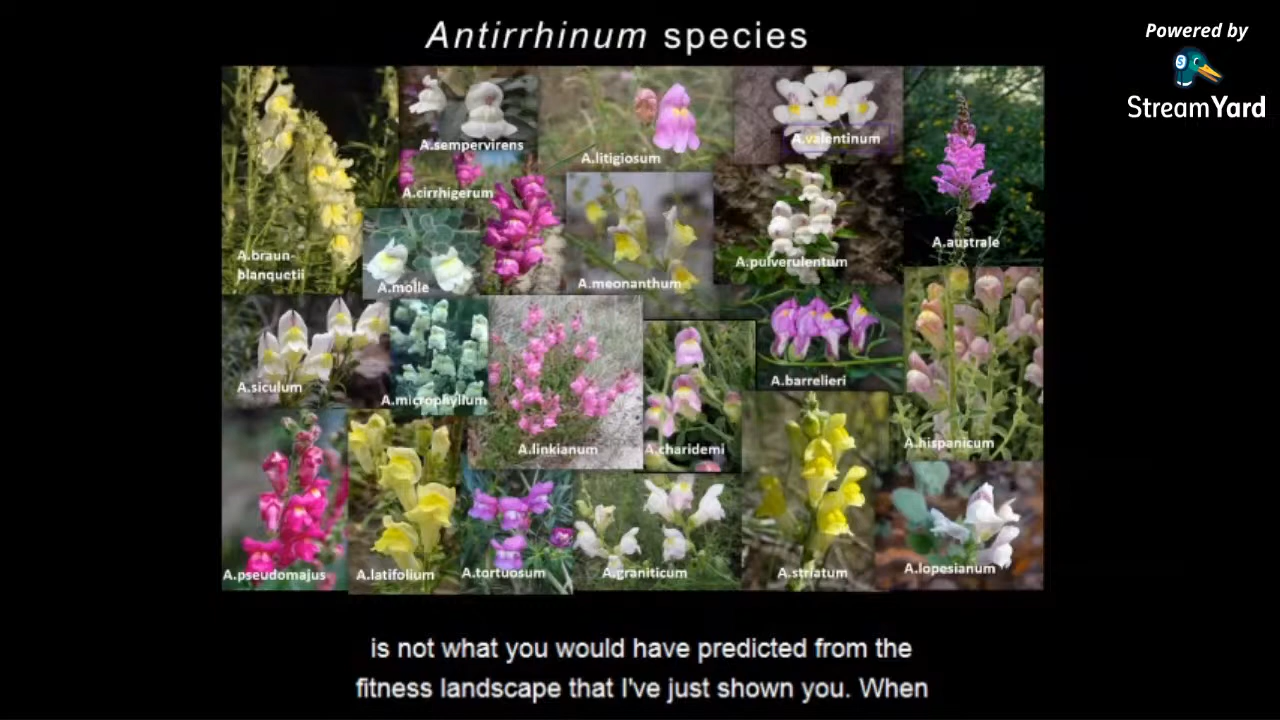 Antirrhinum species
Powered by
StreamYard
A.sempervirens
A.litigiosum
A.valentinum
A.cirrhigerum
A.australe
A.braun-
blanquetii
A.molle
A.meonanthum
A.pulverulentum
A.siculum
A.microphyllum
A.linkianum
A.charidemi
A.barrelieri
A.hispanicum
A.pseudomajus
A.latifolium
A.tortuosum
A.graniticum
A.striatum
A.lopesianum
is not what you would have predicted from the
fitness landscape that I've just shown you. When